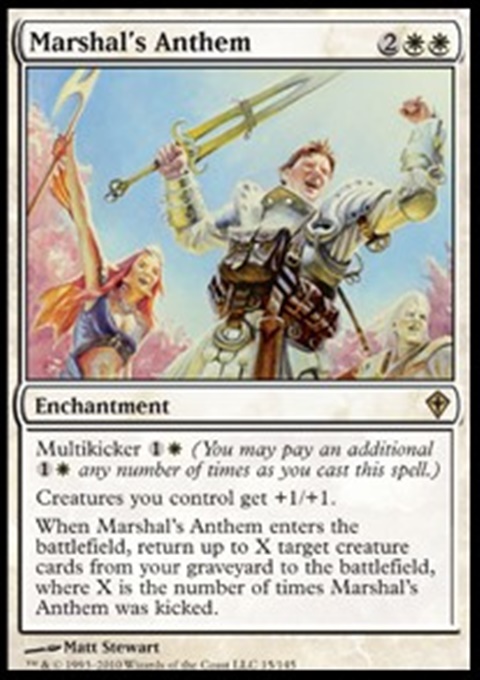 Marshal's Anthem 2
Enchantment
Multikicker 1 (You may pay an additional
1 any number of times as you cast this spell.)
Creatures you control get +1/+1.
When Marshal's Anthem enters the
battlefield, return up to X target creature
cards from your graveyard to the battlefield,
where X is the number of times Marshal's
Anthem was kicked.
Matt Stewart
™ & © 1993-2010 Wizards of the Coast LLC 15/145